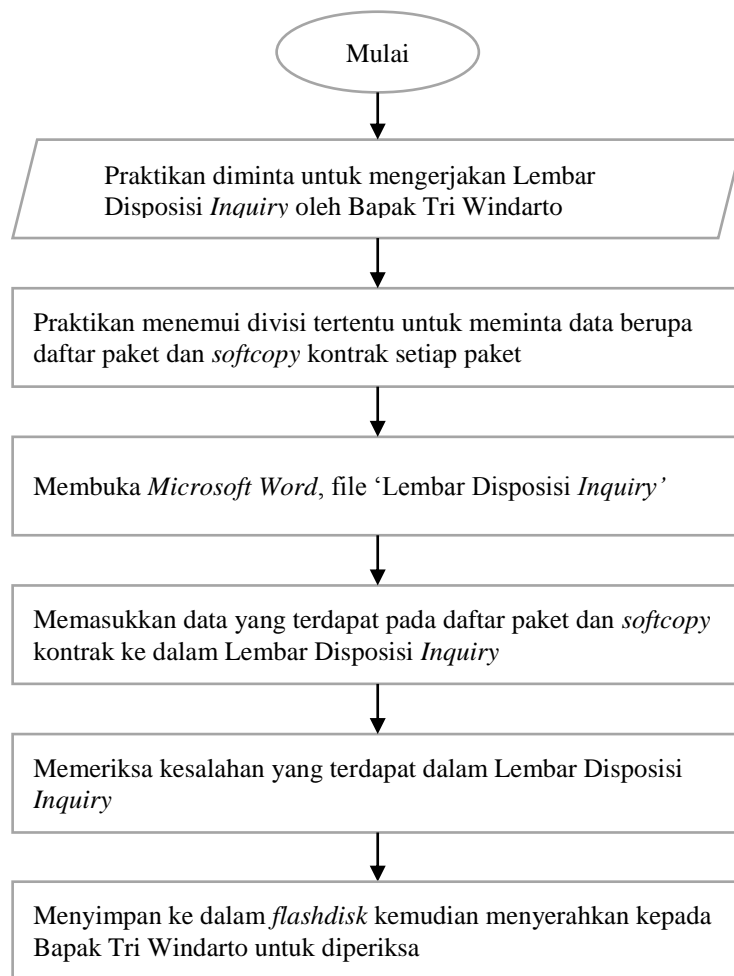 Mulai
Praktikan diminta untuk mengerjakan Lembar
Disposisi Inquiry oleh Bapak Tri Windarto
Praktikan menemui divisi tertentu untuk meminta data berupa
daftar paket dan softcopy kontrak setiap paket
Membuka Microsoft Word, file ‘Lembar Disposisi Inquiry’
Memasukkan data yang terdapat pada daftar paket dan softcopy
kontrak ke dalam Lembar Disposisi Inquiry
Memeriksa kesalahan yang terdapat dalam Lembar Disposisi
Inquiry
Menyimpan ke dalam flashdisk kemudian menyerahkan kepada
Bapak Tri Windarto untuk diperiksa